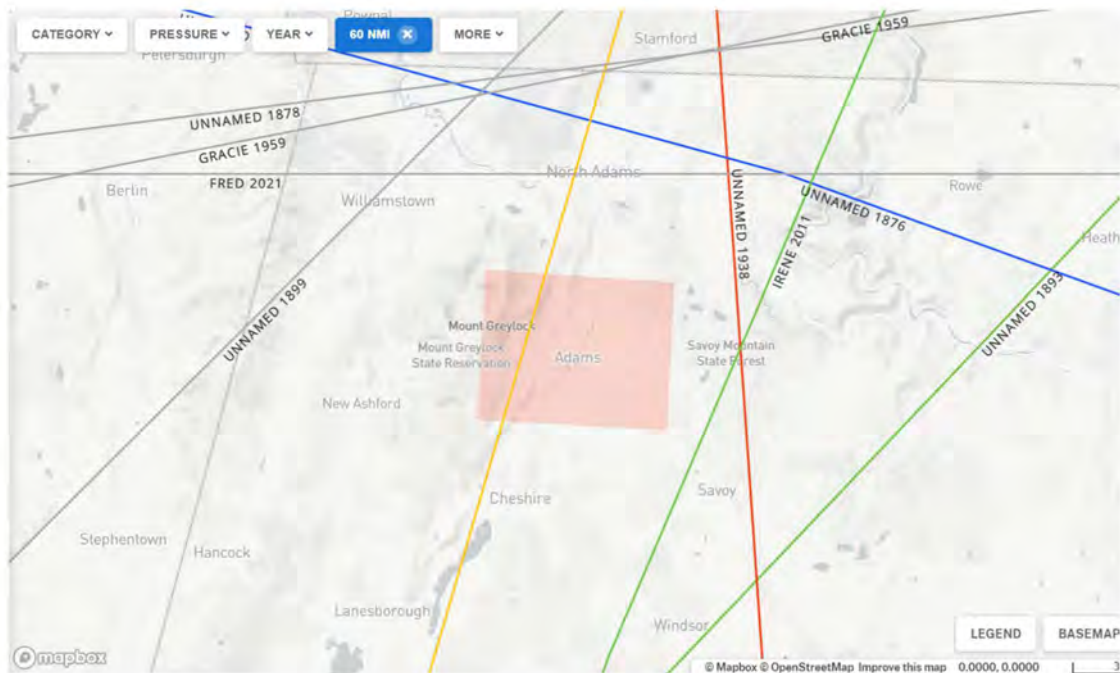 Pownal
CATEGORY
PRESSURE
YEAR
60 NMI
MORE
Stamford
GRACIE 1959
Petersburgh
UNNAMED 1878
GRACIE 1959
FRED 2021
North Adams
Berlin
Williamstown
Rowe
UNNAMED 1876
UNNAMED 1938
IRENE 2011
Heath
UNNAMED 1899
UNNAMED 1893
Mount Greylock
Mount Greylock
State Reservation
Adams
Savoy Mountain
State Forest
New Ashford
Cheshire
Savoy
Stephentown
Hancock
Lanesborough
Windsor
LEGEND
BASEMAP
mapbox
© Mapbox © OpenStreetMap Improve this map 0.0000, 0.0000